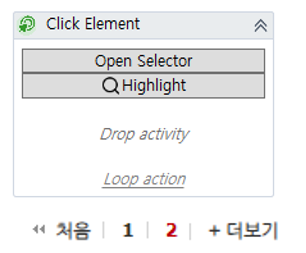 Click Element
Open Selector
Highlight
Drop activity
Loop action
처음 1 2 + 더보기